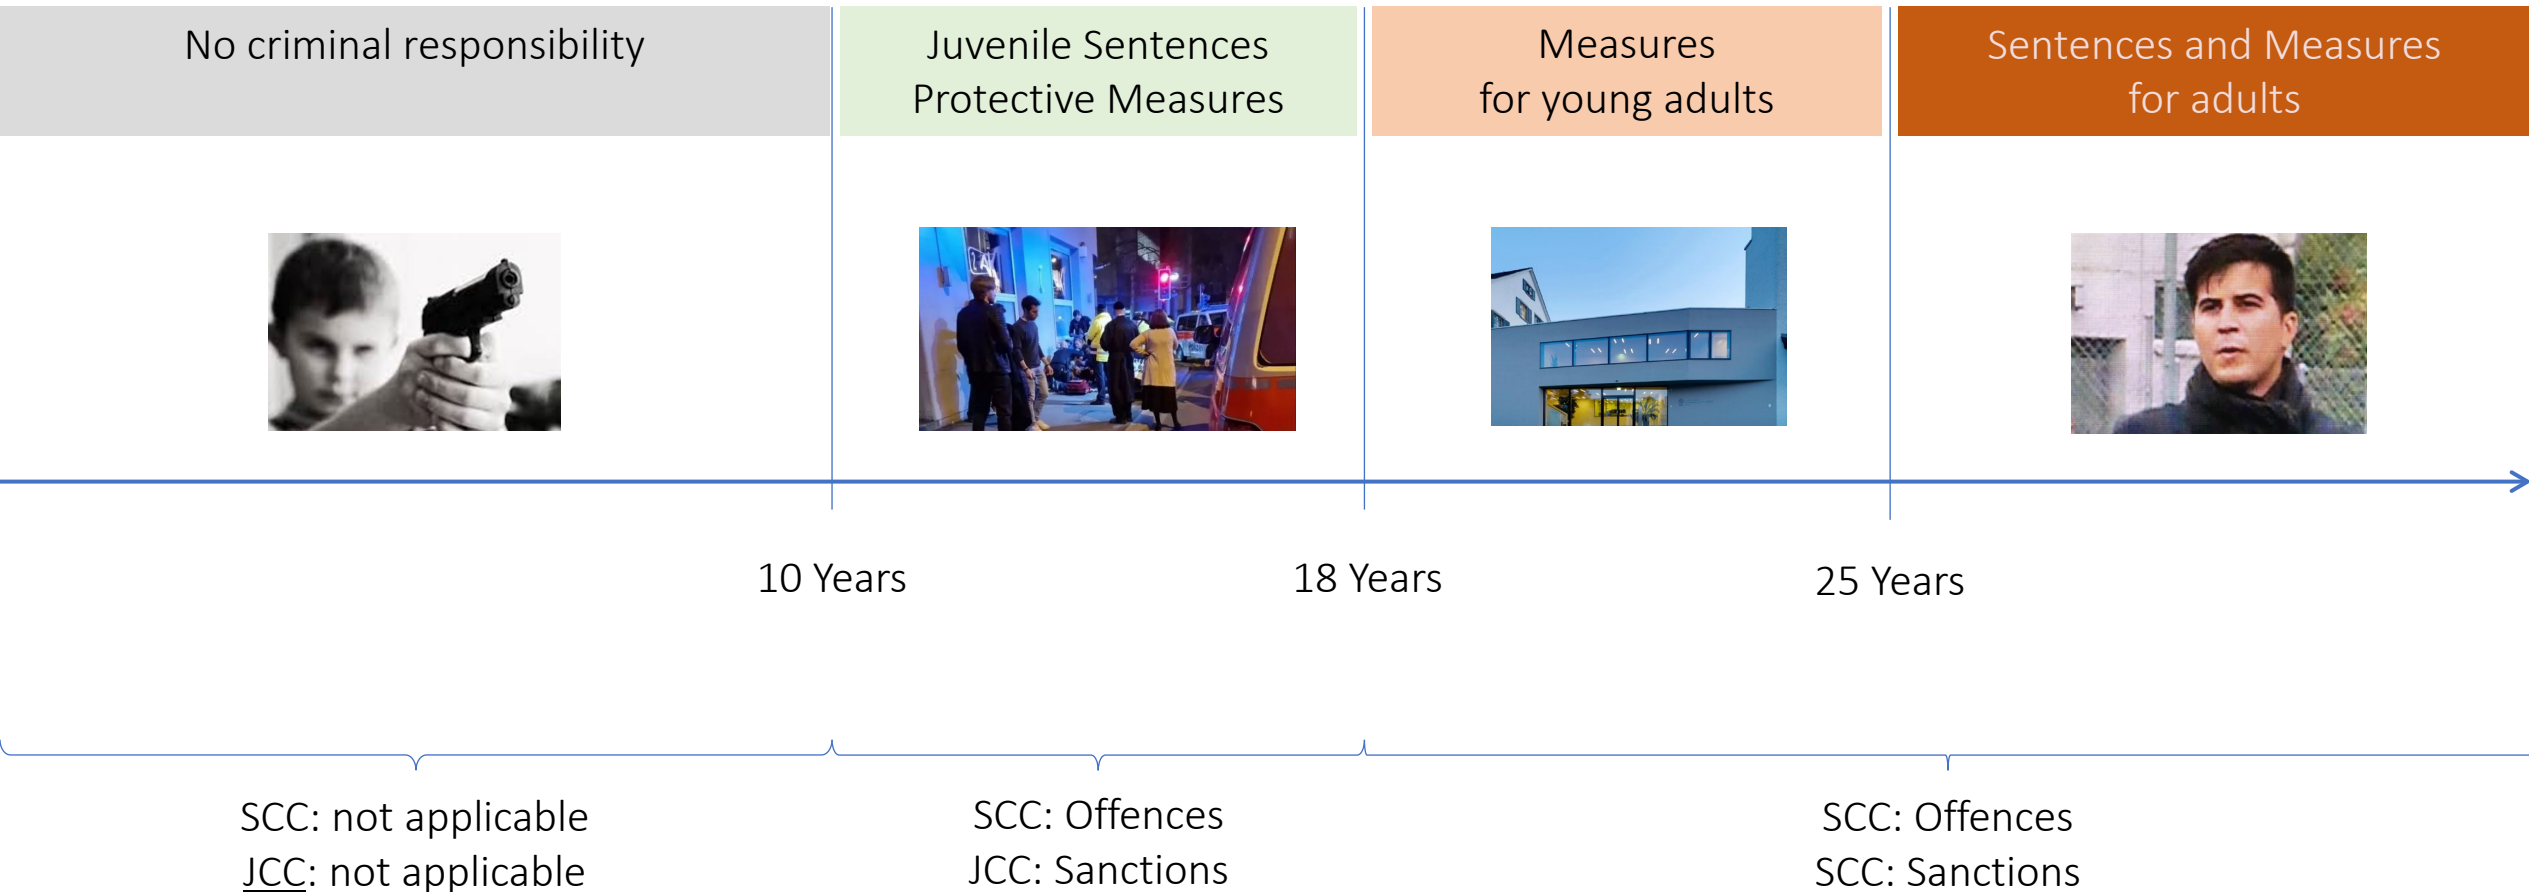 No criminal responsibility
Juvenile Sentences
Protective Measures
Measures
for young adults
Sentences and Measures
for adults
10 Years
18 Years
25 Years
SCC: not applicable
JCC: not applicable
SCC: Offences
JCC: Sanctions
SCC: Offences
SCC: Sanctions